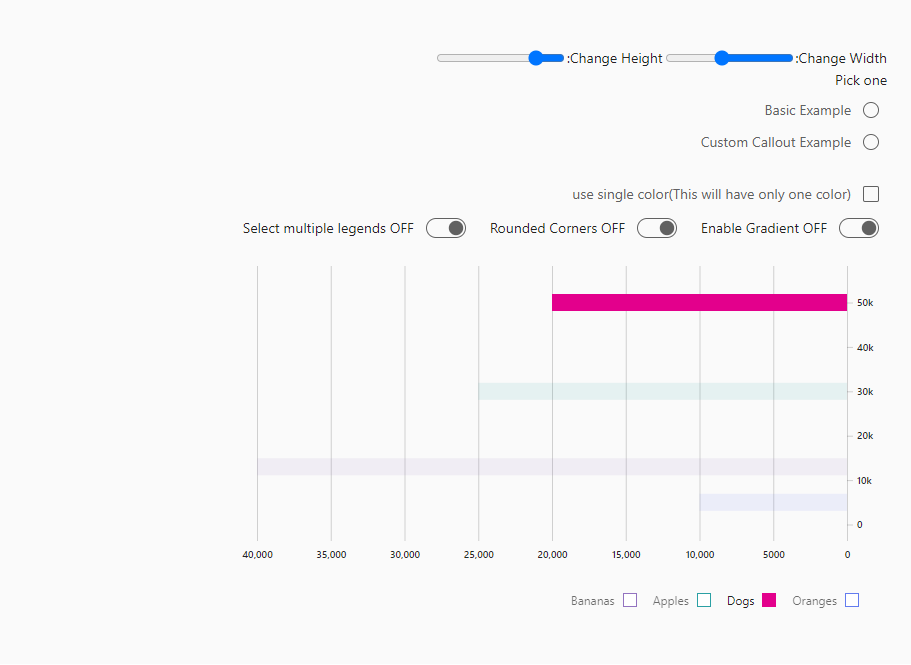 :Change Height :Change Width
Pick one
Basic Example
Custom Callout Example
use single color(This will have only one color)
Select multiple legends OFF Rounded Corners OFF Enable Gradient OFF
50k
40k
30k
20k
10k
0
40,000 35,000 30,000 25,000 20,000 15,000 10,000 5000 0
Bananas Apples Dogs Oranges